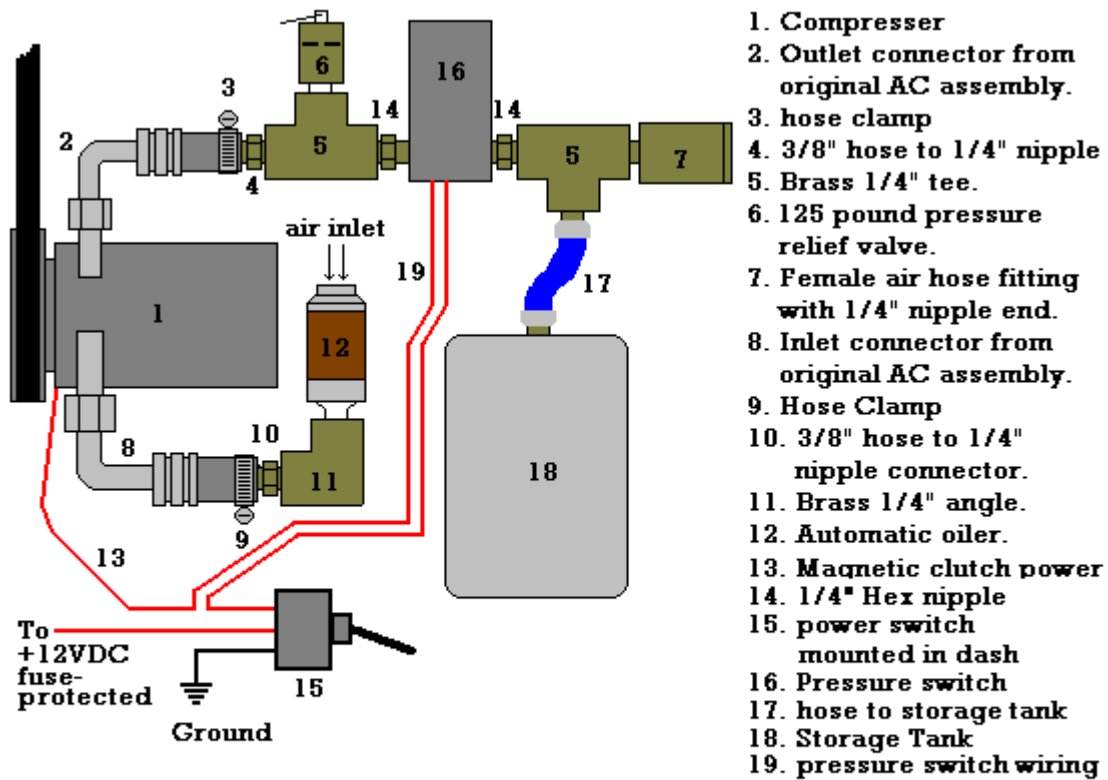 1. Compresser
2. Outlet connector from
original AC assembly.
3. hose clamp
4. 3/8" hose to 1/4" nipple
5. Brass 1/4" tee.
6. 125 pound pressure
relief valve.
7. Female air hose fitting
with 1/4" nipple end.
8. Inlet connector from
original AC assembly.
9. Hose Clamp
10. 3/8" hose to 1/4"
nipple connector.
11. Brass 1/4" angle.
12. Automatic oiler.
13. Magnetic clutch power
14. 1/4" Hex nipple
15. power switch
mounted in dash
16. Pressure switch
17. hose to storage tank
18. Storage Tank
19. pressure switch wiring
6
16
3
14
14
2
5
5
7
4
air inlet
19
17
1
12
8
10
11
18
9
13
To
+12VDC
fuse-
protected
15
Ground